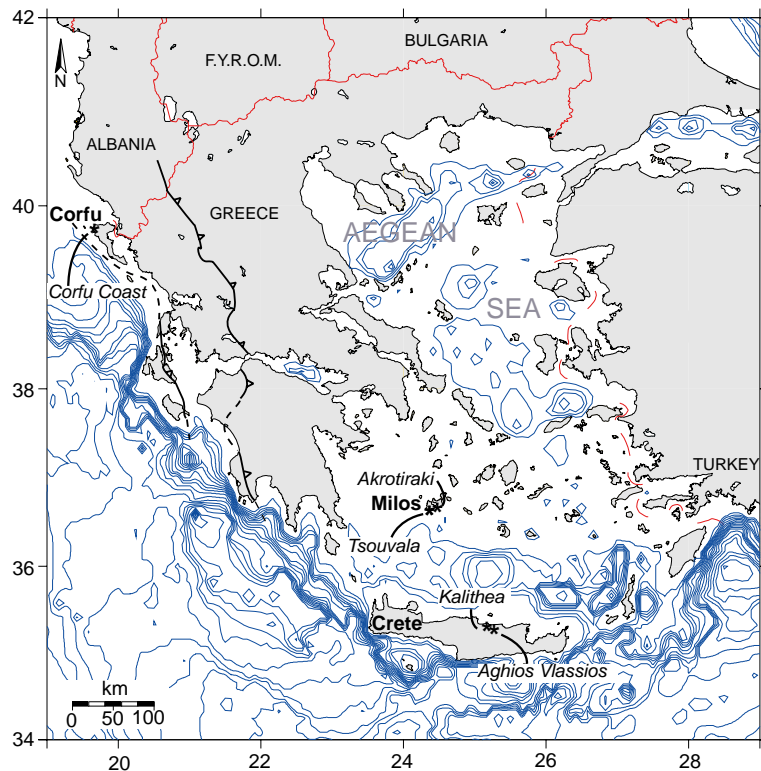 42
BULGARIA
F.Y.R.O.M.
N
ALBANIA
40
Corfu
GREECE
AEGEAN
Corfu Coast
SEA
38
Akrotiraki
TURKEY
Milos
Tsouvala
36
Kalithea
Crete
Aghios Vlassios
km
0 50 100
34
20 22 24 26 28